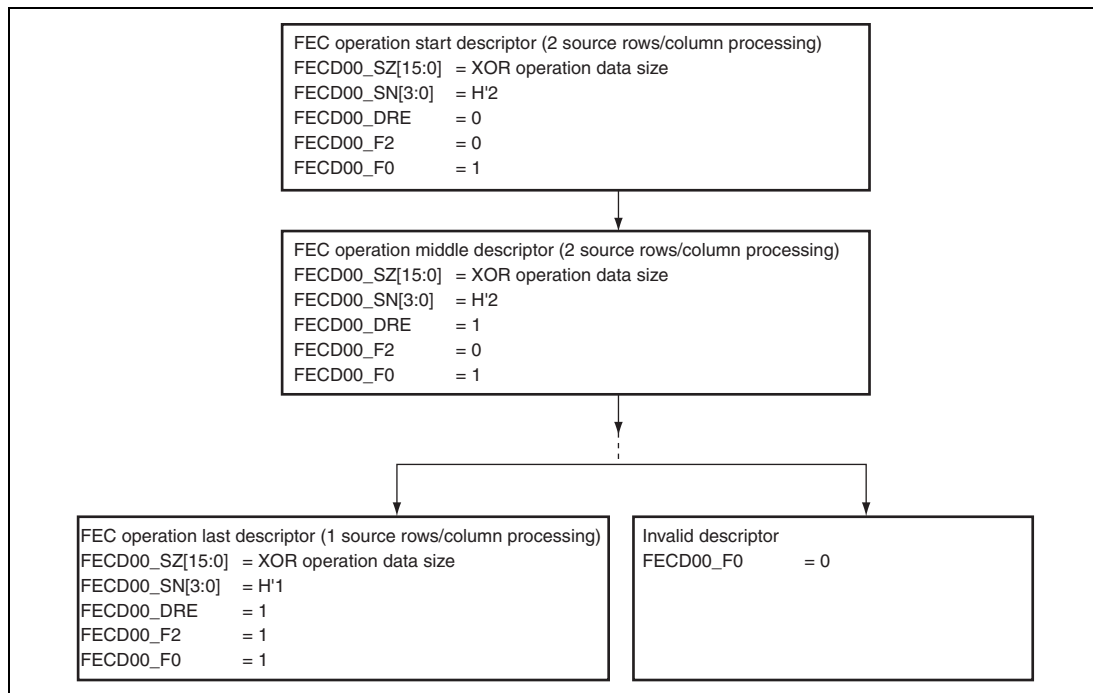 FEC operation start descriptor (2 source rows/column processing)
FECD00_SZ[15:0] = XOR operation data size
FECD00_SN[3:0] = H'2
FECD00_DRE = 0
FECD00_F2 = 0
FECD00_F0 = 1
FEC operation middle descriptor (2 source rows/column processing)
FECD00_SZ[15:0] = XOR operation data size
FECD00_SN[3:0] = H'2
FECD00_DRE = 1
FECD00_F2 = 0
FECD00_F0 = 1
FEC operation last descriptor (1 source rows/column processing)
FECD00_SZ[15:0] = XOR operation data size
FECD00_SN[3:0] = H'1
FECD00_DRE = 1
FECD00_F2 = 1
FECD00_F0 = 1
Invalid descriptor
FECD00_F0 = 0